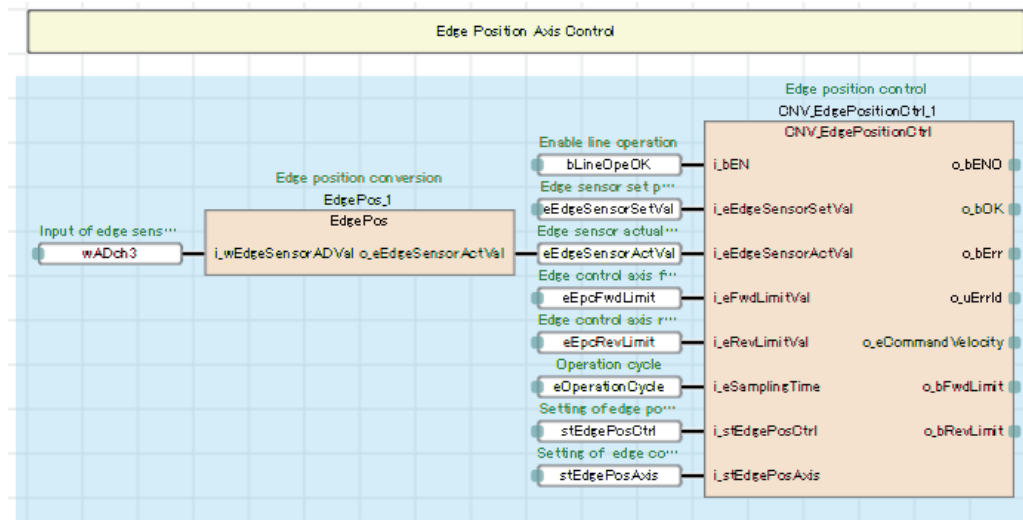 Edge Position Axis Control
Edge position control
CNV_EdgePositionCtrl_1
CNV_EdgePositionCtrl
Enable line operation
bLineOpeOK
i_bEN
o_bENO
Edge position conversion
EdgePos_1
EdgePos
Edge sensor set p…
eEdgeSensorSetVal
i_eEdgeSensorSetVal
o_bOK
Input of edge sens…
wADch3
i_wEdgeSensorADVal o_eEdgeSensorActVal
Edge sensor actual…
eEdgeSensorActVal
i_eEdgeSensorActVal
o_bErr
Edge control axis f…
eEpcFwdLimit
i_eFwdLimitVal
o_uErrId
Edge control axis r…
eEpcRevLimit
i_eRevLimitVal
o_eCommandVelocity
Operation cycle
eOperationCycle
i_eSamplingTime
o_bFwdLimit
Setting of edge po…
stEdgePosCtrl
i_stEdgePosCtrl
o_bRevLimit
Setting of edge co…
stEdgePosAxis
i_stEdgePosAxis